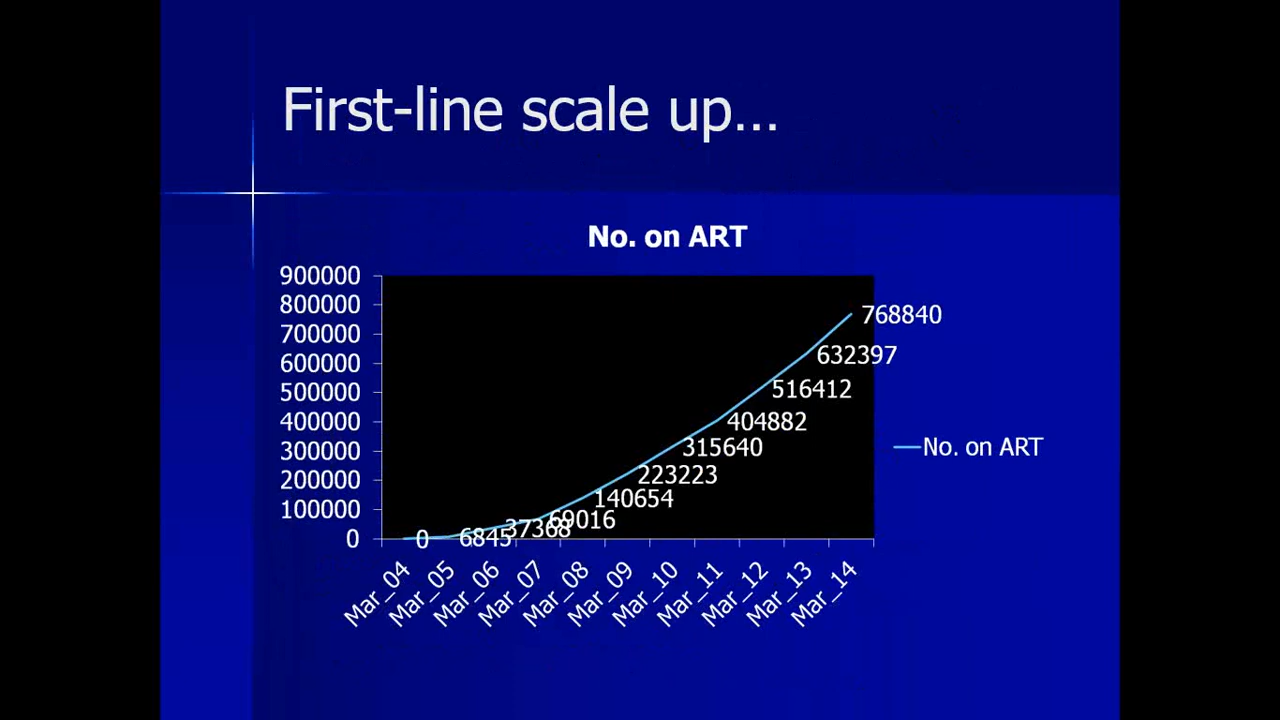 First-line scale up...
No. on ART
900000
800000
700000
600000
500000
400000
300000
200000
100000
0
768840
632397
516412
404882
315640
223223
140654
69016
37368
6845
0
No. on ART
Mar_04
Mar_05
Mar_06
Mar_07
Mar_08
Mar_09
Mar_10
Mar_11
Mar_12
Mar_13
Mar_14